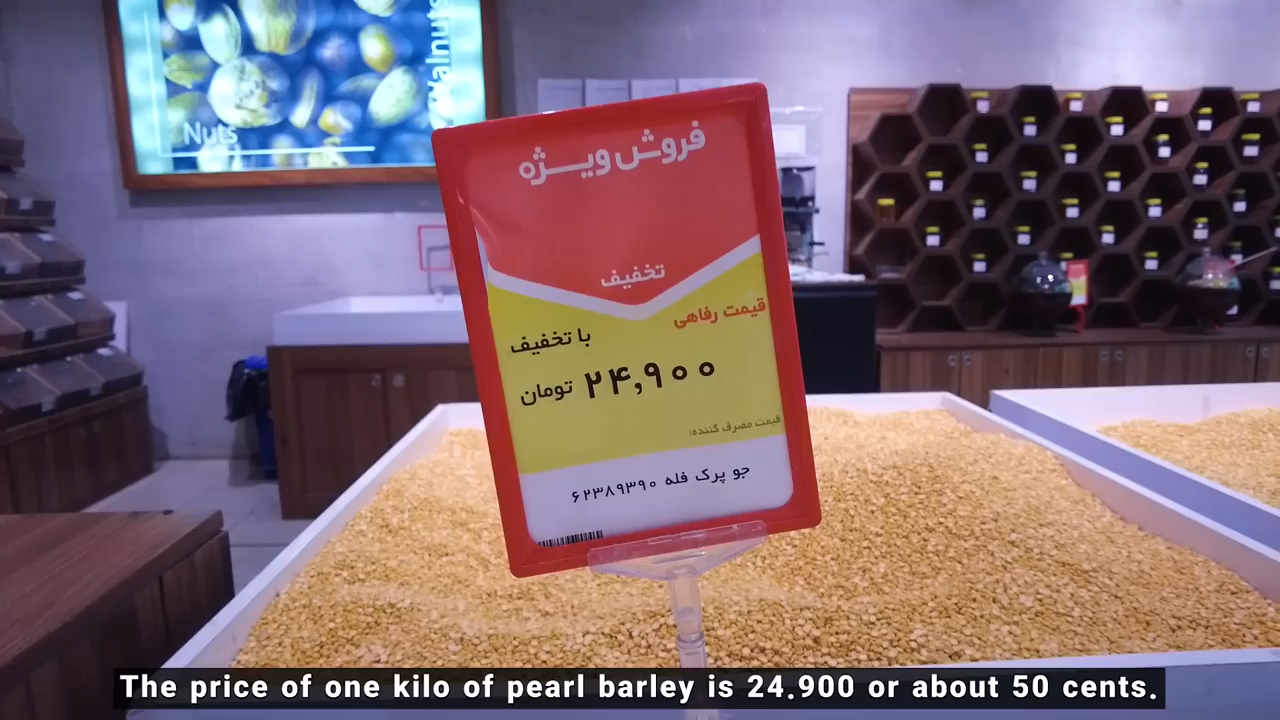 Nuts
Walnuts
فروش ویـژه
تخفیف
قیمت رفاهی
با تخفیف
۲۴,۹۰۰ تومان
قیمت مصرف کننده:
جو پرک فله ۶۲۳۸۹۳۹۰
The price of one kilo of pearl barley is 24.900 or about 50 cents.